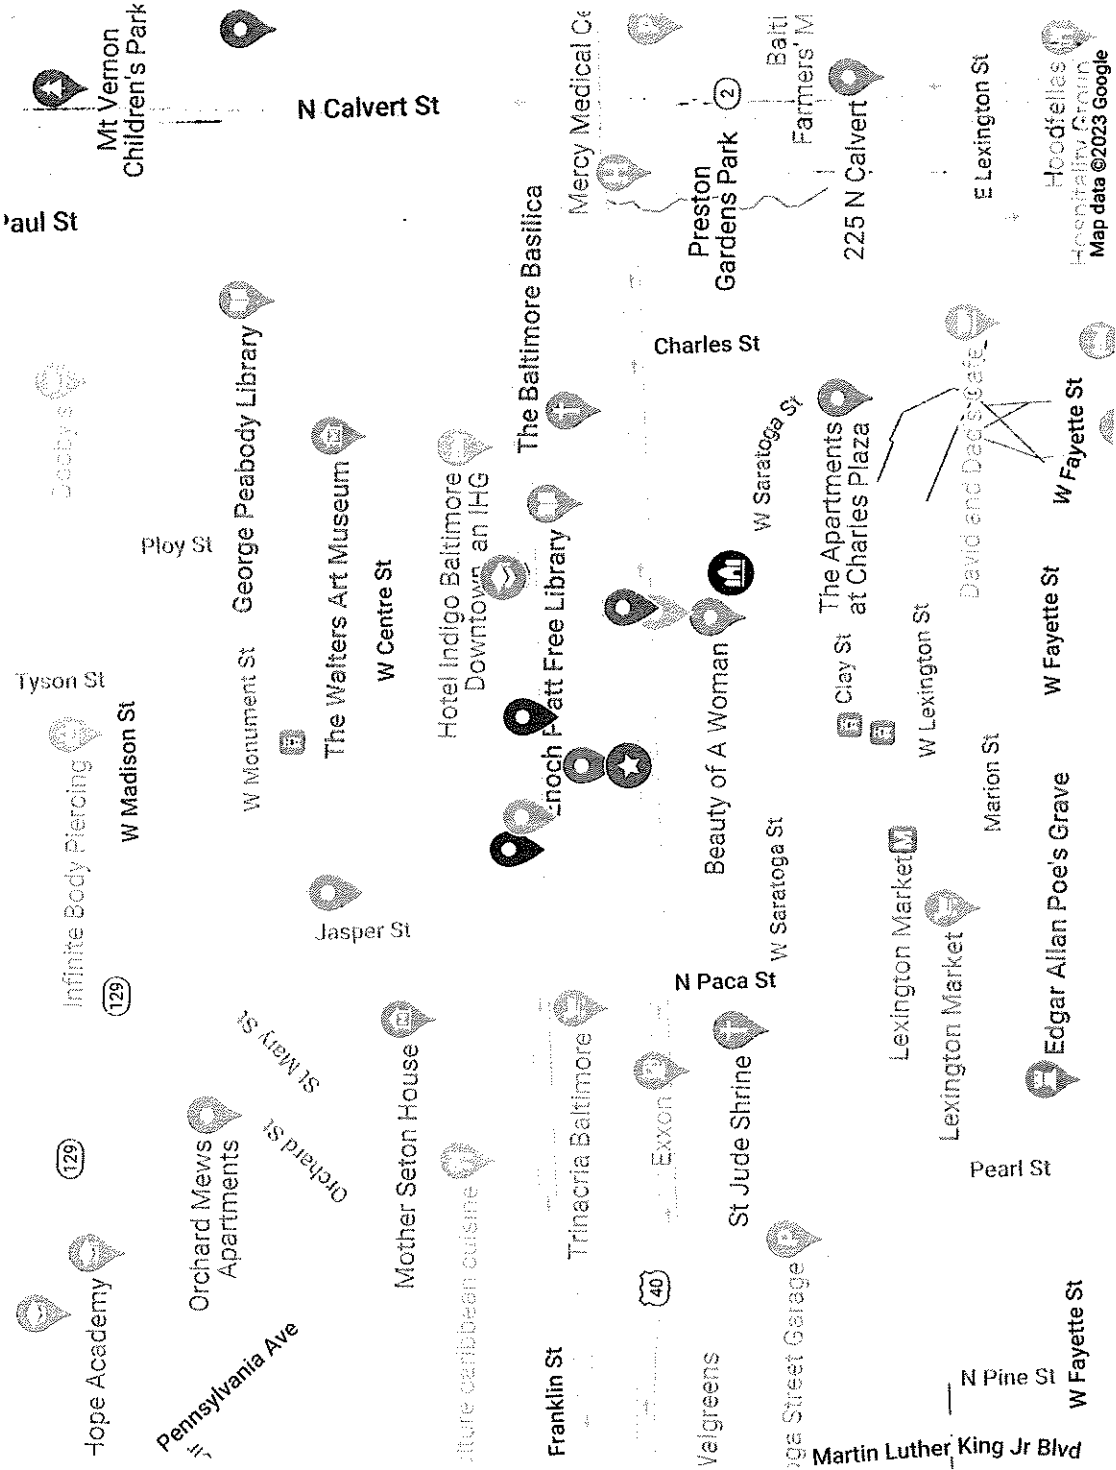 Mt Vernon
Children's Park
N Calvert St
Paul St
Mercy Medical Ce
2
Balti
Farmers' M
Preston
Gardens Park
225 N Calvert
E Lexington St
Hoodfellas
Hospitality Group
Map data ©2023 Google
George Peabody Library
The Baltimore Basilica
Charles St
W Saratoga St
The Apartments
at Charles Plaza
David and Dad's Cafe
W Fayette St
Ploy St
The Walters Art Museum
W Centre St
Hotel Indigo Baltimore
Downtown, an IHG
Enoch Pratt Free Library
Tyson St
W Monument St
Infinite Body Piercing
W Madison St
Beauty of A Woman
Clay St
W Lexington St
W Fayette St
Marion St
Jasper St
W Saratoga St
Lexington Market
Lexington Market
Edgar Allan Poe's Grave
129
N Paca St
St Mary St
Orchard St
129
Orchard Mews
Apartments
Mother Seton House
lture caribbean cuisine
Trinacria Baltimore
Exxon
St Jude Shrine
Pearl St
Hope Academy
Pennsylvania Ave
Franklin St
40
Walgreens
oga Street Garage
N Pine St
W Fayette St
Martin Luther King Jr Blvd